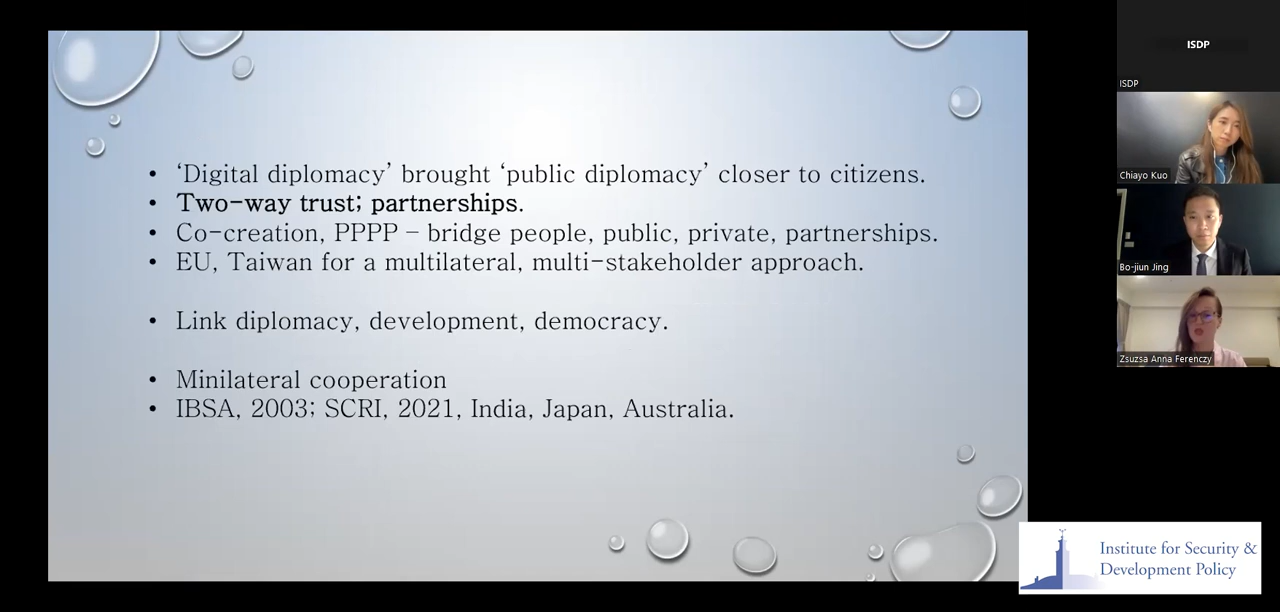 ‘Digital diplomacy’ brought ‘public diplomacy’ closer to citizens.
Two-way trust; partnerships.
Co-creation, PPPP – bridge people, public, private, partnerships.
EU, Taiwan for a multilateral, multi-stakeholder approach.
Link diplomacy, development, democracy.
Minilateral cooperation
IBSA, 2003; SCRI, 2021, India, Japan, Australia.
ISDP
ISDP
Chiayo Kuo
Bo-jiun Jing
Zsuzsa Anna Ferenczy
Institute for Security &
Development Policy